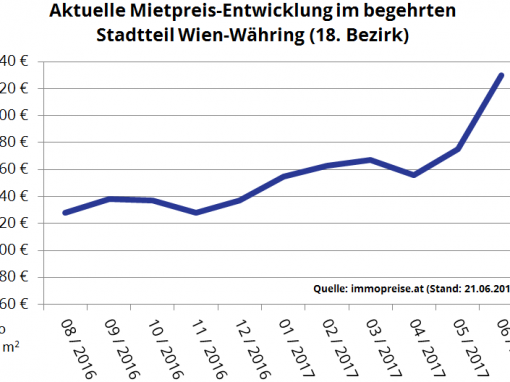 Aktuelle Mietpreis-Entwicklung im begehrten
Stadtteil Wien-Währing (18. Bezirk)
40 €
20 €
00 €
80 €
60 €
40 €
20 €
00 €
80 €
60 €
Quelle: immopreise.at (Stand: 21.06.201
o
m²
08 / 2016
09 / 2016
10 / 2016
11 / 2016
12 / 2016
01 / 2017
02 / 2017
03 / 2017
04 / 2017
05 / 2017
06 /